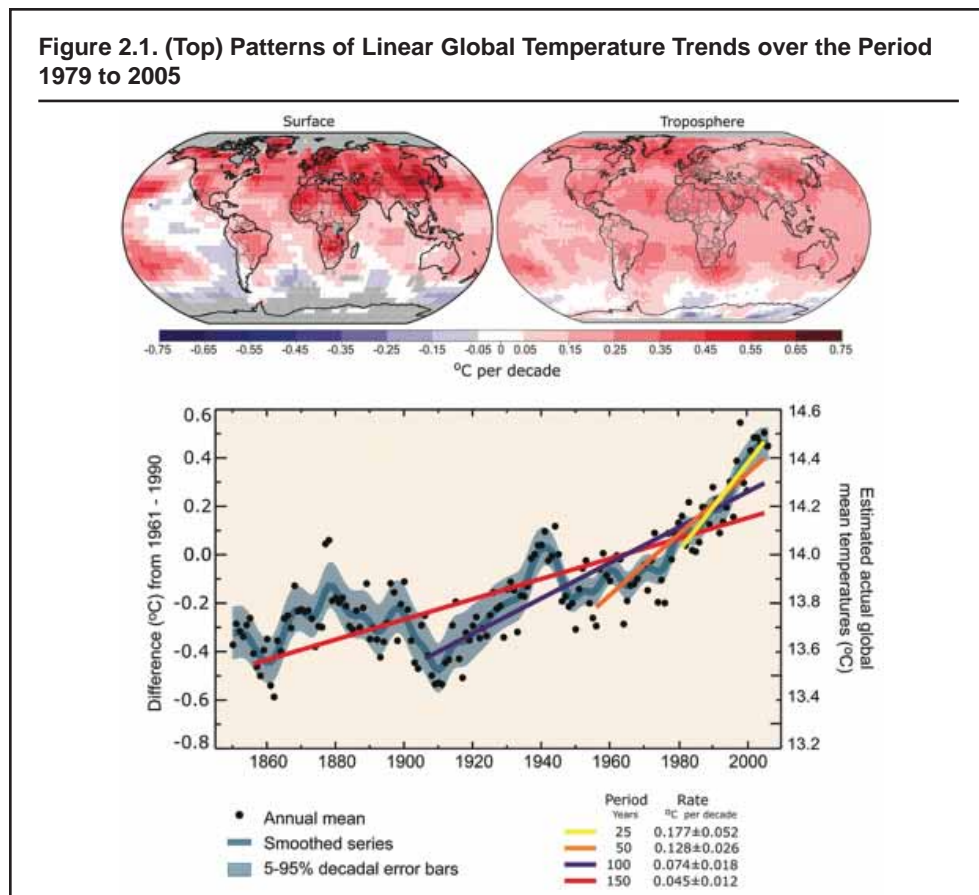 Figure 2.1. (Top) Patterns of Linear Global Temperature Trends over the Period
1979 to 2005
Surface
Troposphere
-0.75 -0.65 -0.55 -0.45 -0.35 -0.25 -0.15 -0.05 0 0.05 0.15 0.25 0.35 0.45 0.55 0.65 0.75
ºC per decade
Difference (ºC) from 1961 - 1990
0.6
0.4
0.2
0.0
-0.2
-0.4
-0.6
-0.8
14.6
14.4
14.2
14.0
13.8
13.6
13.4
13.2
Estimated actual global
mean temperatures (ºC)
1860 1880 1900 1920 1940 1960 1980 2000
Annual mean
Smoothed series
5-95% decadal error bars
Period Rate
Years ºC per decade
25 0.177±0.052
50 0.128±0.026
100 0.074±0.018
150 0.045±0.012